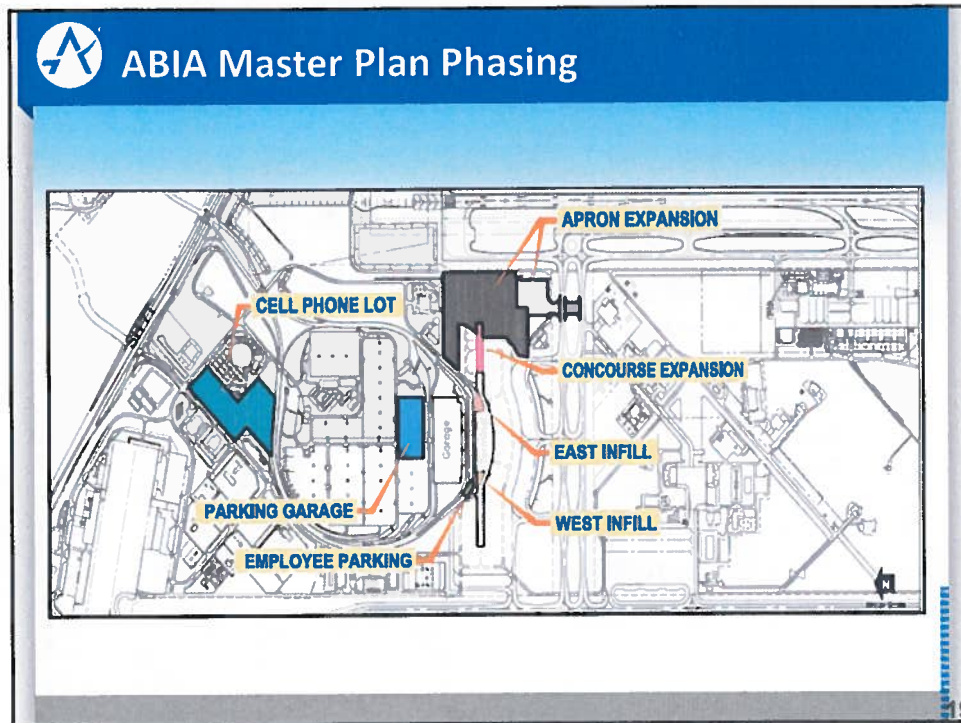 ABIA Master Plan Phasing
APRON EXPANSION
CELL PHONE LOT
CONCOURSE EXPANSION
Garage
EAST INFILL
PARKING GARAGE
WEST INFILL
EMPLOYEE PARKING
N